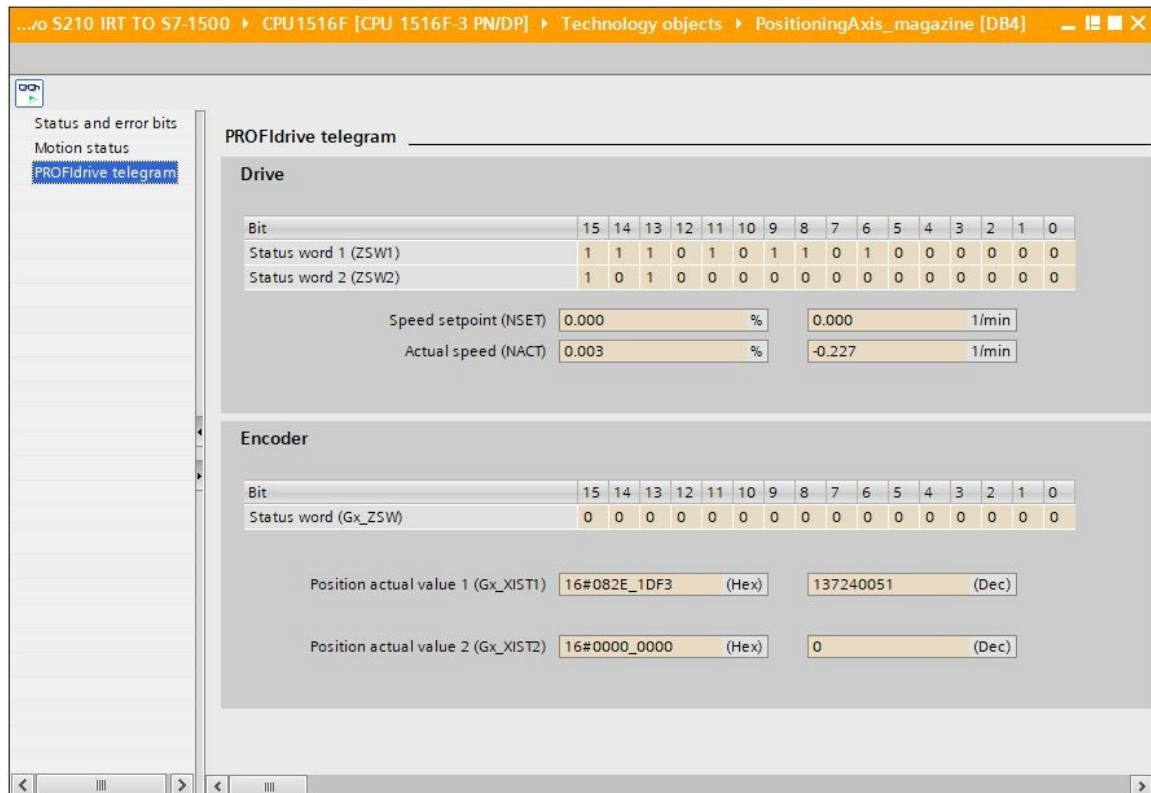 .../o S210 IRT TO S7-1500 ▸ CPU1516F [CPU 1516F-3 PN/DP] ▸ Technology objects ▸ PositioningAxis_magazine [DB4]
Status and error bits
Motion status
PROFIdrive telegram
PROFIdrive telegram
Drive
Bit 15 14 13 12 11 10 9 8 7 6 5 4 3 2 1 0
Status word 1 (ZSW1) 1 1 1 0 1 0 1 1 0 1 0 0 0 0 0 0
Status word 2 (ZSW2) 1 0 1 0 0 0 0 0 0 0 0 0 0 0 0 0
Speed setpoint (NSET) 0.000 % 0.000 1/min
Actual speed (NACT) 0.003 % -0.227 1/min
Encoder
Bit 15 14 13 12 11 10 9 8 7 6 5 4 3 2 1 0
Status word (Gx_ZSW) 0 0 0 0 0 0 0 0 0 0 0 0 0 0 0 0
Position actual value 1 (Gx_XIST1) 16#082E_1DF3 (Hex) 137240051 (Dec)
Position actual value 2 (Gx_XIST2) 16#0000_0000 (Hex) 0 (Dec)